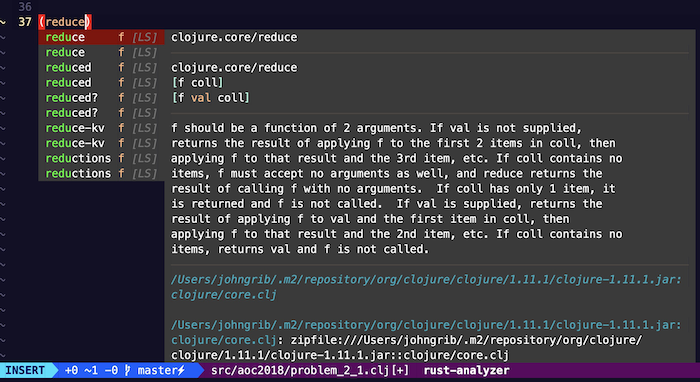 36
~ 37 (reduce)
reduce f [LS] clojure.core/reduce
reduce f [LS]
reduced f [LS] clojure.core/reduce
reduced f [LS] [f coll]
reduced? f [LS] [f val coll]
reduced? f [LS]
reduce-kv f [LS] f should be a function of 2 arguments. If val is not supplied,
reduce-kv f [LS] returns the result of applying f to the first 2 items in coll, then
reductions f [LS] applying f to that result and the 3rd item, etc. If coll contains no
reductions f [LS] items, f must accept no arguments as well, and reduce returns the
result of calling f with no arguments.  If coll has only 1 item, it
is returned and f is not called.  If val is supplied, returns the
result of applying f to val and the first item in coll, then
applying f to that result and the 2nd item, etc. If coll contains no
items, returns val and f is not called.
/Users/johngrib/.m2/repository/org/clojure/clojure/1.11.1/clojure-1.11.1.jar:
clojure/core.clj
/Users/johngrib/.m2/repository/org/clojure/clojure/1.11.1/clojure-1.11.1.jar:
clojure/core.clj: zipfile:///Users/johngrib/.m2/repository/org/clojure/
clojure/1.11.1/clojure-1.11.1.jar::clojure/core.clj
INSERT +0 ~1 -0 master src/aoc2018/problem_2_1.clj[+] rust-analyzer